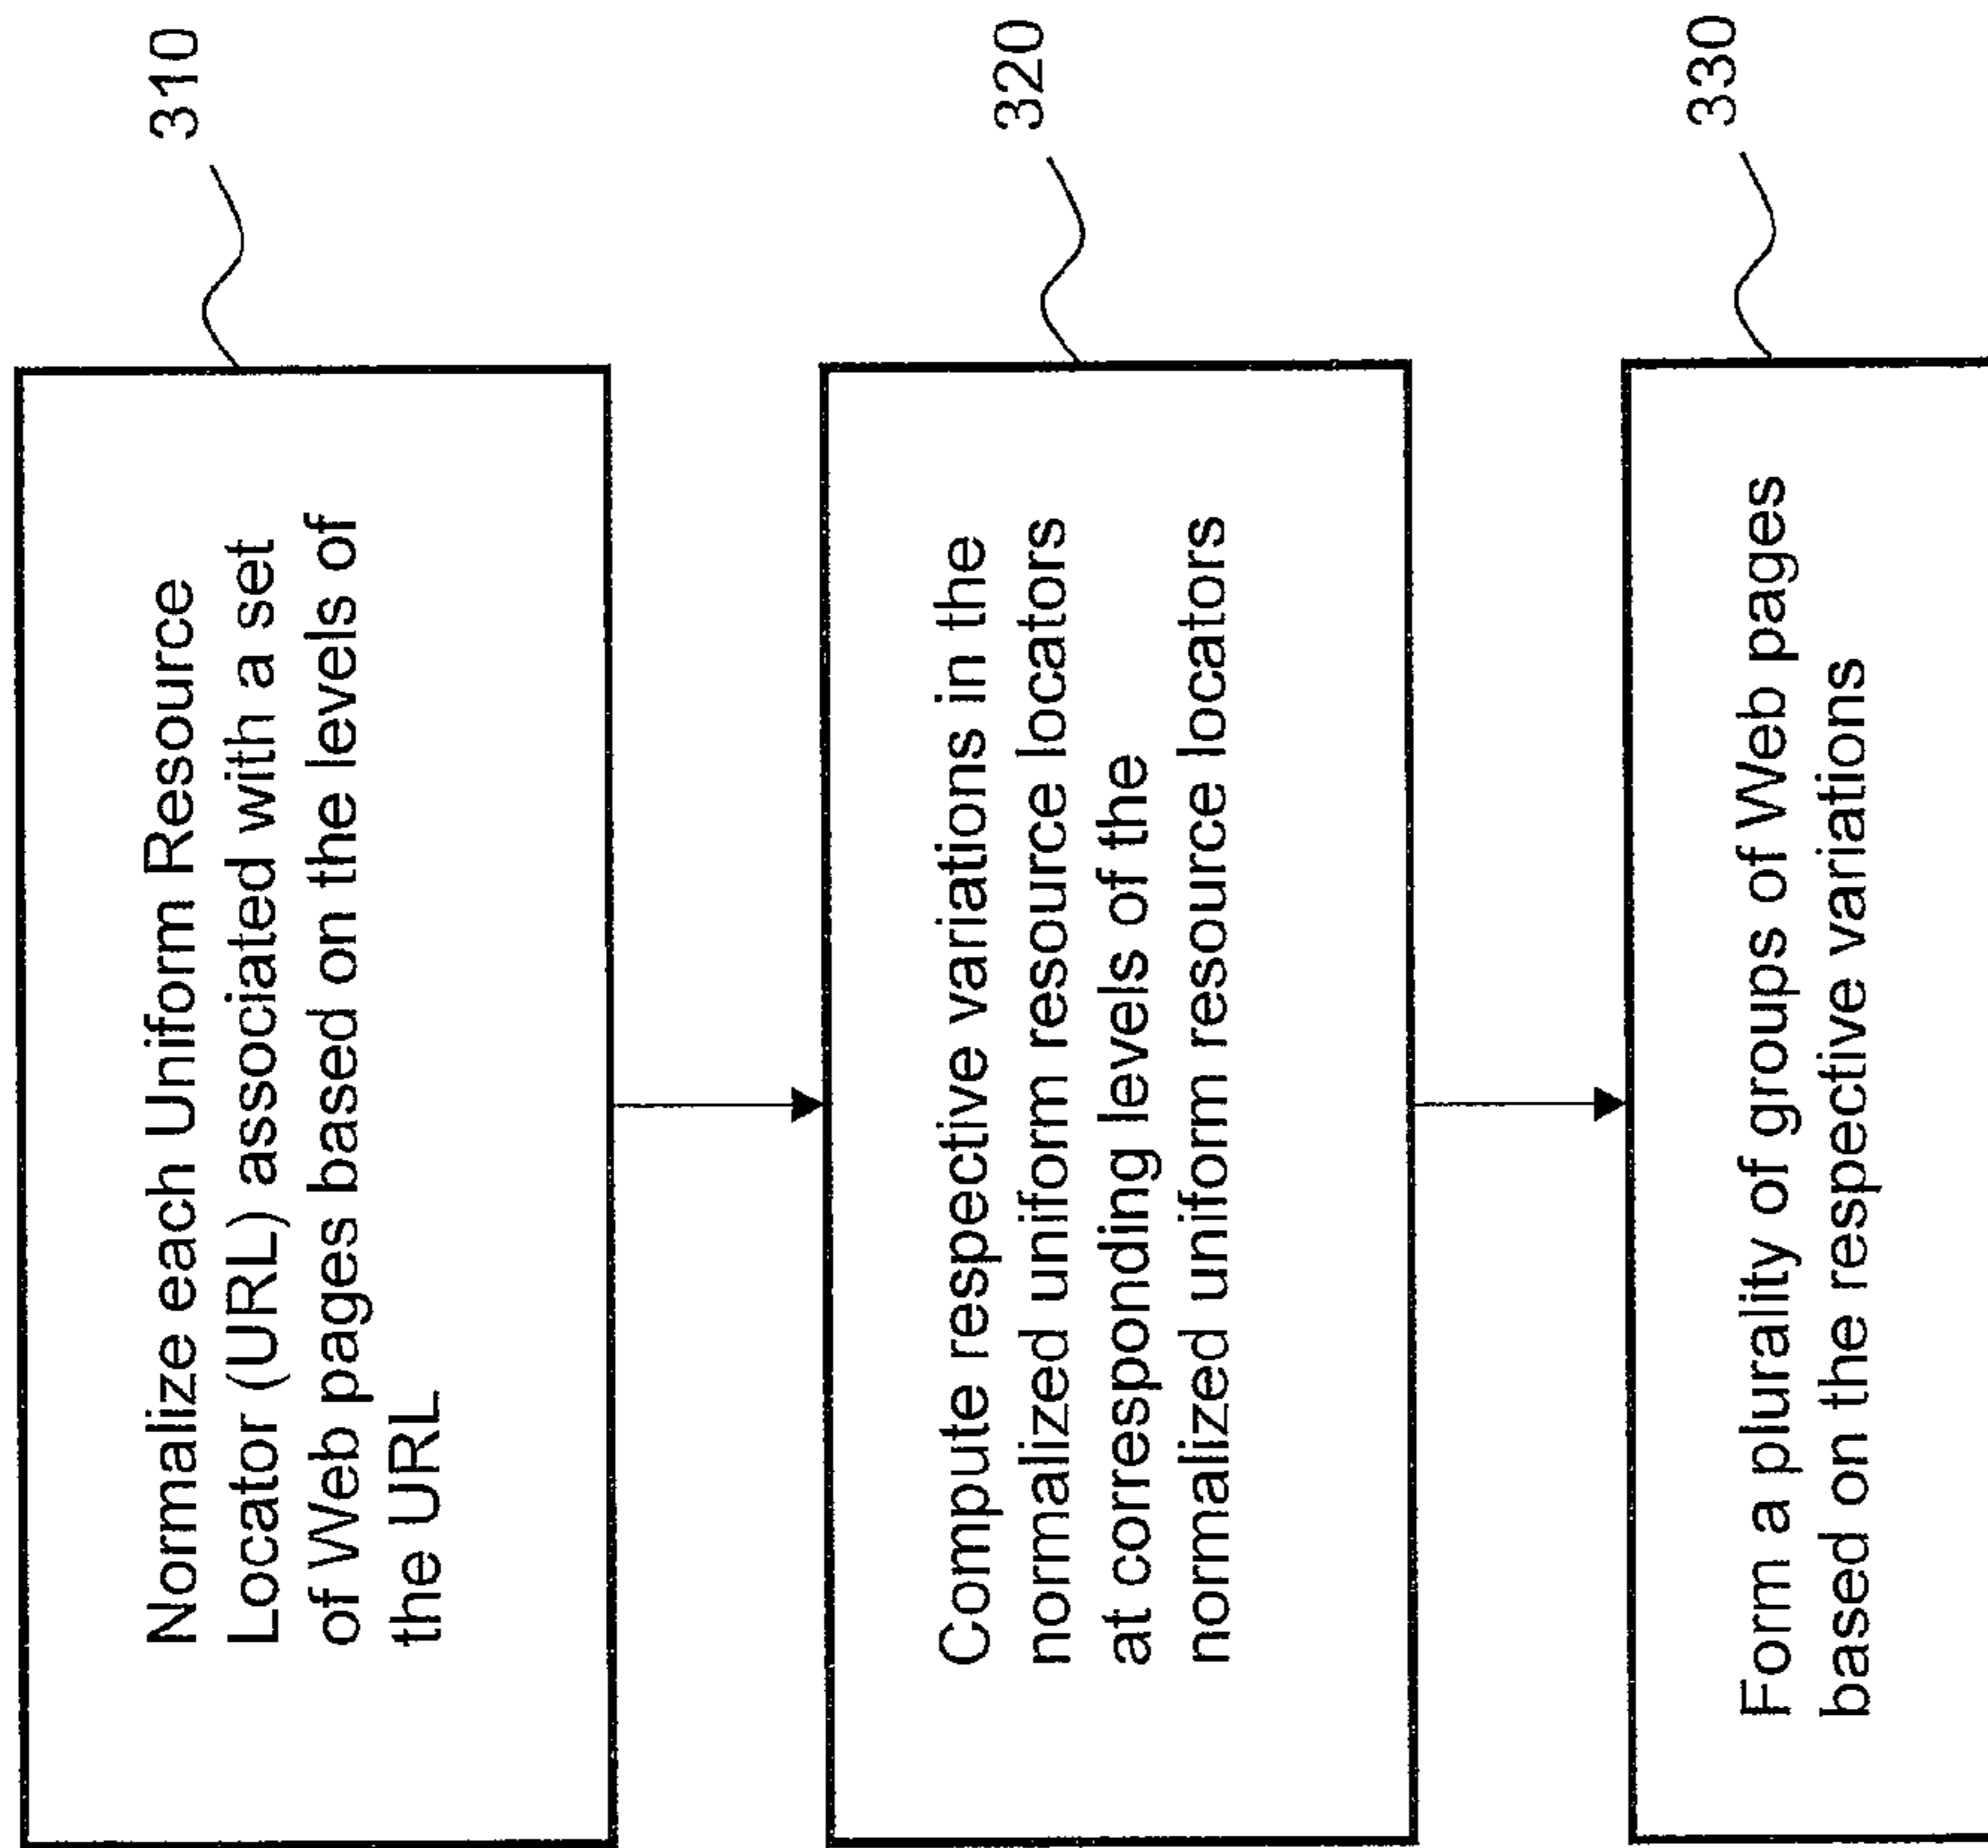 310
Normalize each Uniform Resource
Locator (URL) associated with a set
of Web pages based on the levels of
the URL
320
Compute respective variations in the
normalized uniform resource locators
at corresponding levels of the
normalized uniform resource locators
330
Form a plurality of groups of Web pages
based on the respective variations